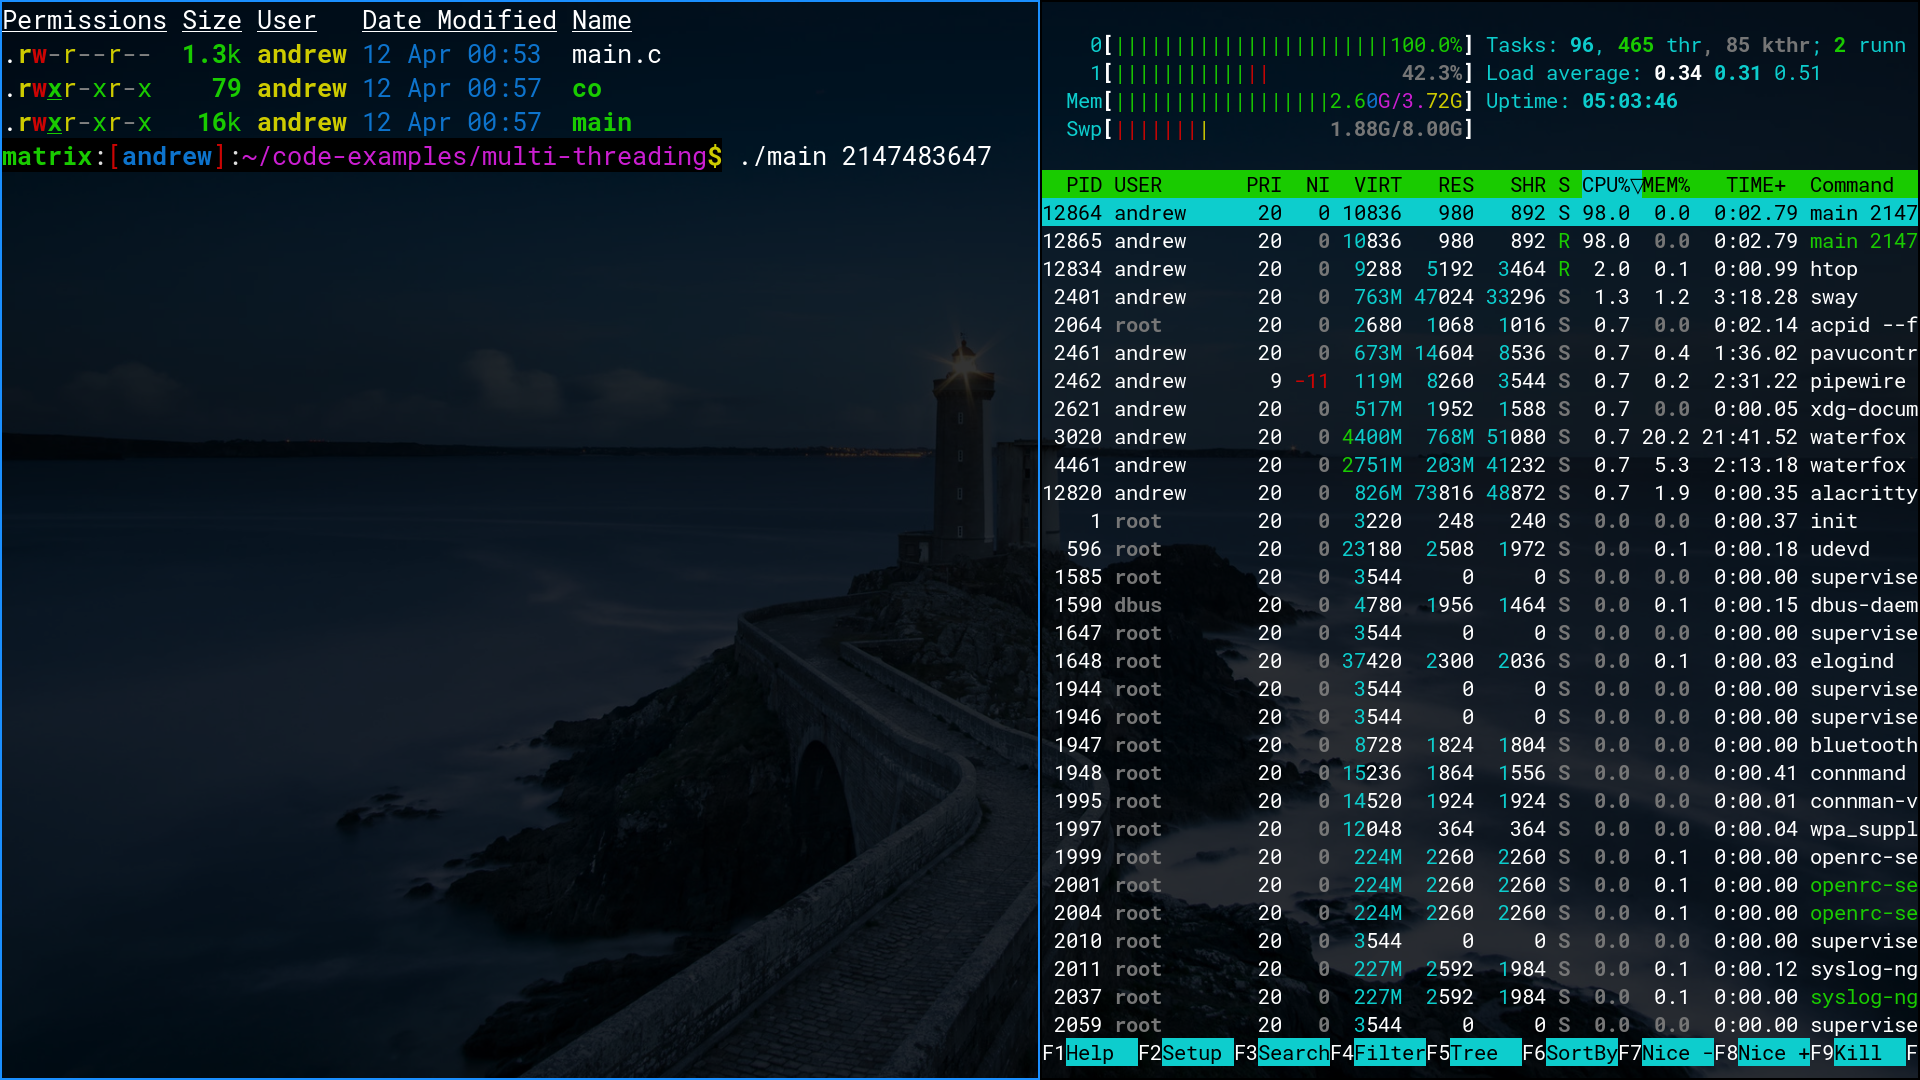 Permissions Size User   Date Modified Name
.rw-r--r--  1.3k andrew 12 Apr 00:53  main.c
.rwxr-xr-x    79 andrew 12 Apr 00:57  co
.rwxr-xr-x   16k andrew 12 Apr 00:57  main
matrix:[andrew]:~/code-examples/multi-threading$ ./main 2147483647
0[|||||||||||||||||||||||100.0%] Tasks: 96, 465 thr, 85 kthr; 2 runn
1[|||||||||||||           42.3%] Load average: 0.34 0.31 0.51
Mem[||||||||||||||||||2.60G/3.72G] Uptime: 05:03:46
Swp[||||||||          1.88G/8.00G]
PID USER       PRI  NI  VIRT   RES   SHR S CPU%▽MEM%   TIME+  Command
12864 andrew      20   0 10836   980   892 S 98.0  0.0  0:02.79 main 2147
12865 andrew      20   0 10836   980   892 R 98.0  0.0  0:02.79 main 2147
12834 andrew      20   0  9288  5192  3464 R  2.0  0.1  0:00.99 htop
2401 andrew      20   0  763M 47024 33296 S  1.3  1.2  3:18.28 sway
2064 root        20   0  2680  1068  1016 S  0.7  0.0  0:02.14 acpid --f
2461 andrew      20   0  673M 14604  8536 S  0.7  0.4  1:36.02 pavucontr
2462 andrew       9 -11  119M  8260  3544 S  0.7  0.2  2:31.22 pipewire
2621 andrew      20   0  517M  1952  1588 S  0.7  0.0  0:00.05 xdg-docum
3020 andrew      20   0 4400M  768M 51080 S  0.7 20.2 21:41.52 waterfox
4461 andrew      20   0 2751M  203M 41232 S  0.7  5.3  2:13.18 waterfox
12820 andrew      20   0  826M 73816 48872 S  0.7  1.9  0:00.35 alacritty
1 root        20   0  3220   248   240 S  0.0  0.0  0:00.37 init
596 root        20   0 23180  2508  1972 S  0.0  0.1  0:00.18 udevd
1585 root        20   0  3544     0     0 S  0.0  0.0  0:00.00 supervise
1590 dbus        20   0  4780  1956  1464 S  0.0  0.1  0:00.15 dbus-daem
1647 root        20   0  3544     0     0 S  0.0  0.0  0:00.00 supervise
1648 root        20   0 37420  2300  2036 S  0.0  0.1  0:00.03 elogind
1944 root        20   0  3544     0     0 S  0.0  0.0  0:00.00 supervise
1946 root        20   0  3544     0     0 S  0.0  0.0  0:00.00 supervise
1947 root        20   0  8728  1824  1804 S  0.0  0.0  0:00.00 bluetooth
1948 root        20   0 15236  1864  1556 S  0.0  0.0  0:00.41 connmand
1995 root        20   0 14520  1924  1924 S  0.0  0.0  0:00.01 connman-v
1997 root        20   0 12048   364   364 S  0.0  0.0  0:00.04 wpa_suppl
1999 root        20   0  224M  2260  2260 S  0.0  0.1  0:00.00 openrc-se
2001 root        20   0  224M  2260  2260 S  0.0  0.1  0:00.00 openrc-se
2004 root        20   0  224M  2260  2260 S  0.0  0.1  0:00.00 openrc-se
2010 root        20   0  3544     0     0 S  0.0  0.0  0:00.00 supervise
2011 root        20   0  227M  2592  1984 S  0.0  0.1  0:00.12 syslog-ng
2037 root        20   0  227M  2592  1984 S  0.0  0.1  0:00.00 syslog-ng
2059 root        20   0  3544     0     0 S  0.0  0.0  0:00.00 supervise
F1Help  F2Setup F3SearchF4FilterF5Tree  F6SortByF7Nice -F8Nice +F9Kill  F